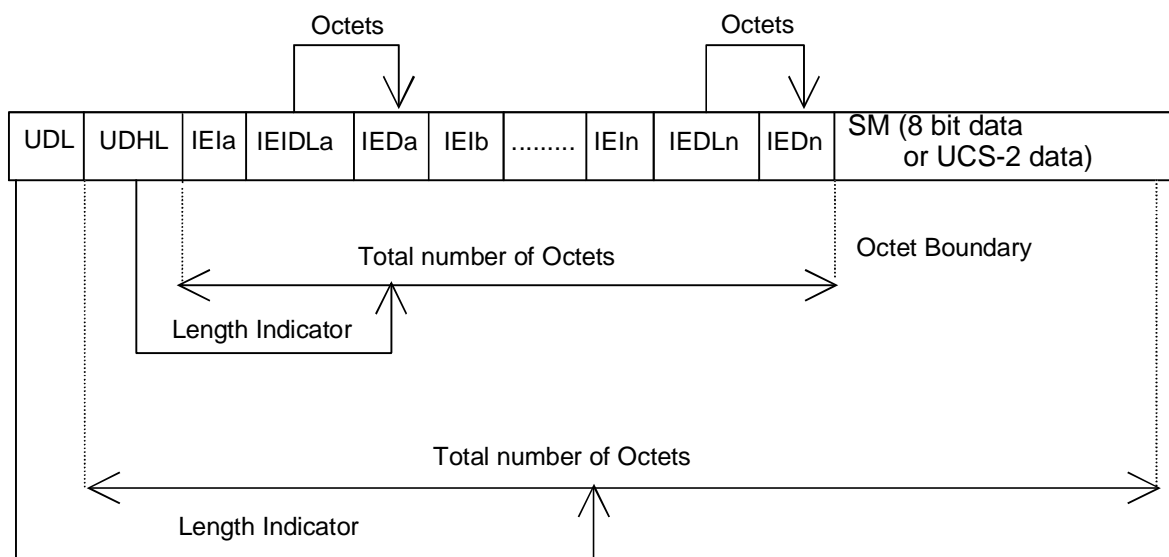 Octets Octets
UDL UDHL IEIa IEIDLa IEDa IEIb ......... IEIn IEDLn IEDn SM (8 bit data
or UCS-2 data)
Total number of Octets Octet Boundary
Length Indicator
Total number of Octets
Length Indicator